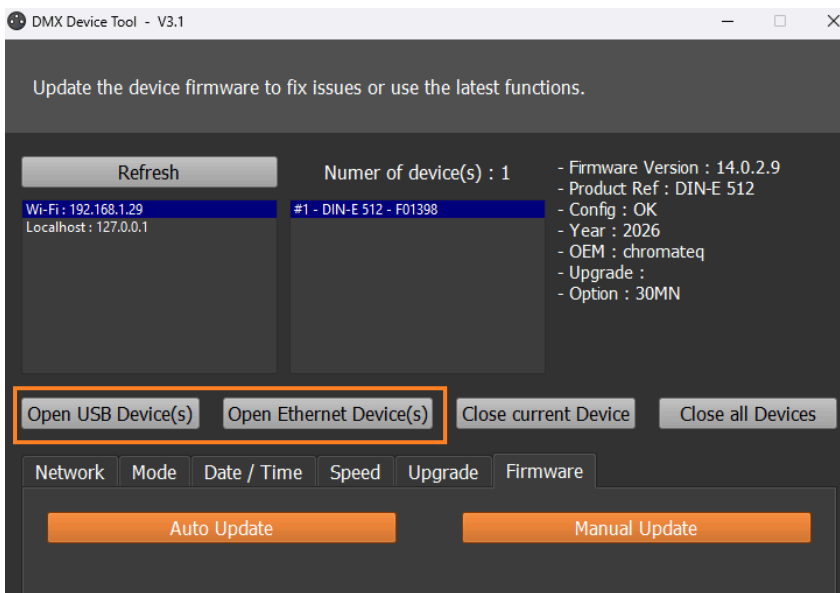 DMX Device Tool - V3.1
Update the device firmware to fix issues or use the latest functions.
Refresh
Numer of device(s) : 1
Wi-Fi : 192.168.1.29
Localhost : 127.0.0.1
#1 - DIN-E 512 - F01398
- Firmware Version : 14.0.2.9
- Product Ref : DIN-E 512
- Config : OK
- Year : 2026
- OEM : chromateq
- Upgrade :
- Option : 30MN
Open USB Device(s) Open Ethernet Device(s) Close current Device Close all Devices
Network Mode Date / Time Speed Upgrade Firmware
Auto Update Manual Update